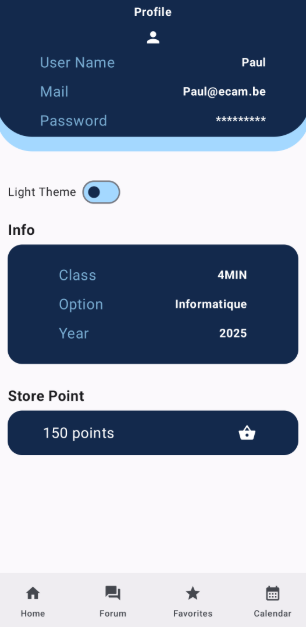 Profile
User Name Paul
Mail Paul@ecam.be
Password *********
Light Theme
Info
Class 4MIN
Option Informatique
Year 2025
Store Point
150 points
Home Forum Favorites Calendar